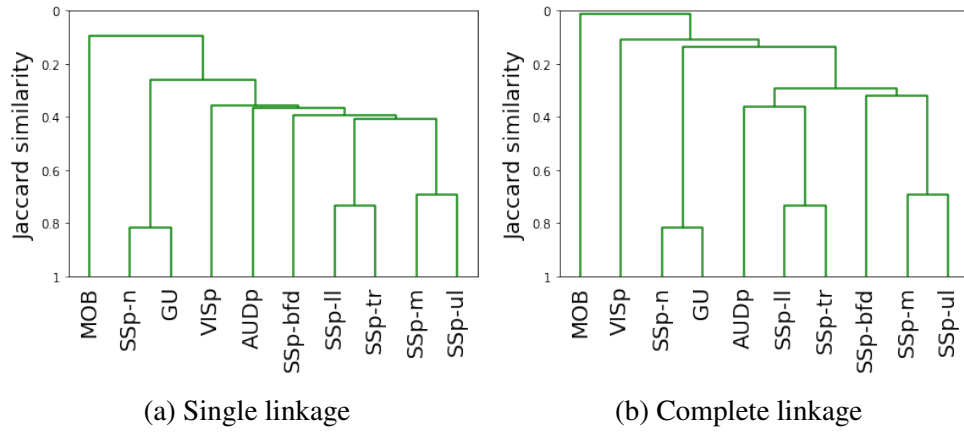 Jaccard similarity
0
0.2
0.4
0.6
0.8
1
MOB
SSp-n
GU
VISp
AUDp
SSp-bfd
SSp-ll
SSp-tr
SSp-m
SSp-ul
(a) Single linkage
Jaccard similarity
0
0.2
0.4
0.6
0.8
1
MOB
VISp
SSp-n
GU
AUDp
SSp-ll
SSp-tr
SSp-bfd
SSp-m
SSp-ul
(b) Complete linkage